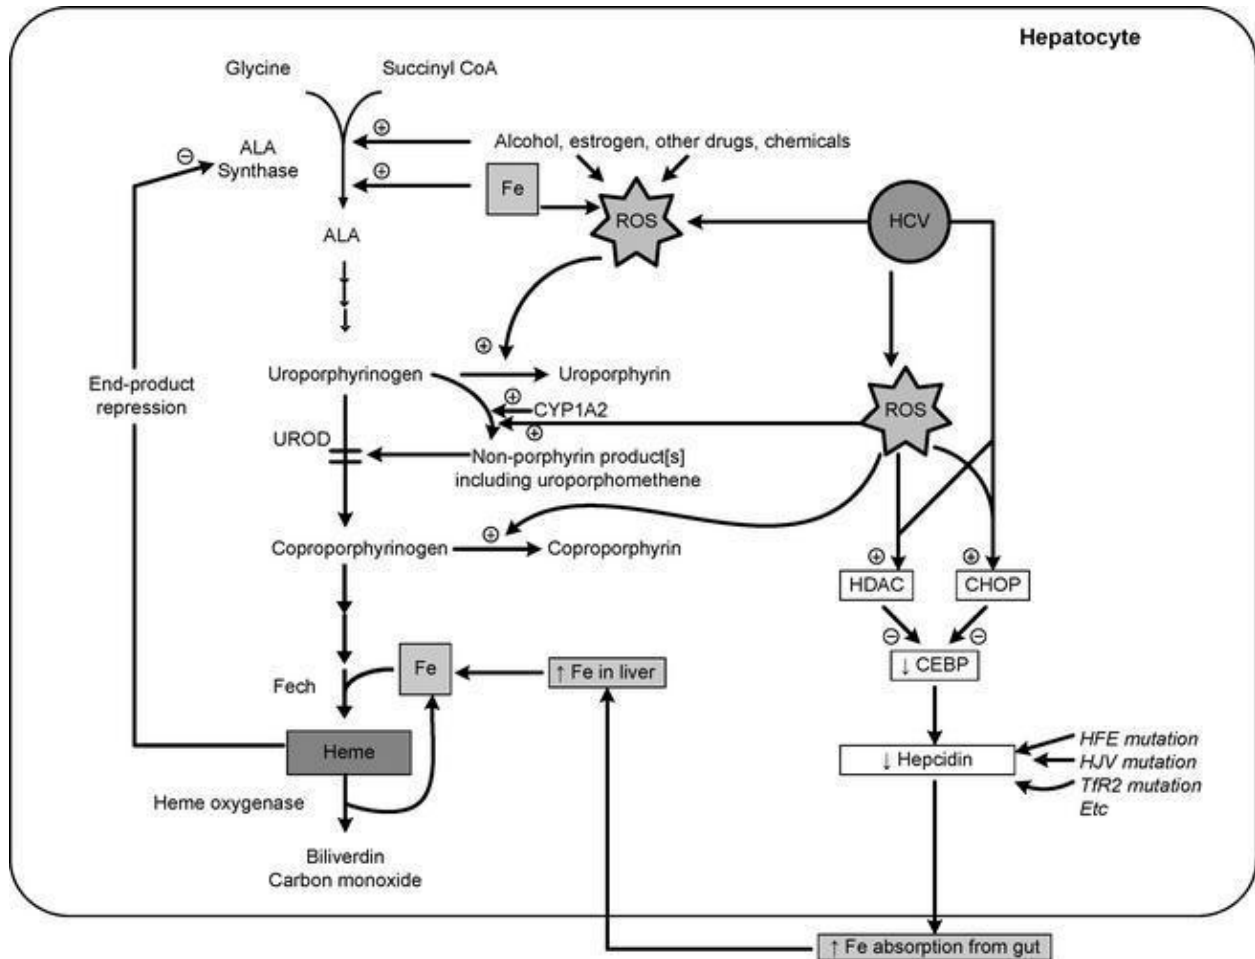 Hepatocyte
Glycine
Succinyl CoA
⊕
Alcohol, estrogen, other drugs, chemicals
⊖
ALA
Synthase
⊕
Fe
ROS
HCV
ALA
⊕
Uroporphyrinogen
Uroporphyrin
End-product
repression
⊕
CYP1A2
ROS
⊕
UROD
Non-porphyrin product[s]
including uroporphomethene
⊕
Coproporphyrinogen
Coproporphyrin
⊕
⊕
HDAC
CHOP
⊖
⊖
↓ CEBP
Fe
↑ Fe in liver
Fech
Heme
↓ Hepcidin
HFE mutation
HJV mutation
TfR2 mutation
Etc
Heme oxygenase
Biliverdin
Carbon monoxide
↑ Fe absorption from gut